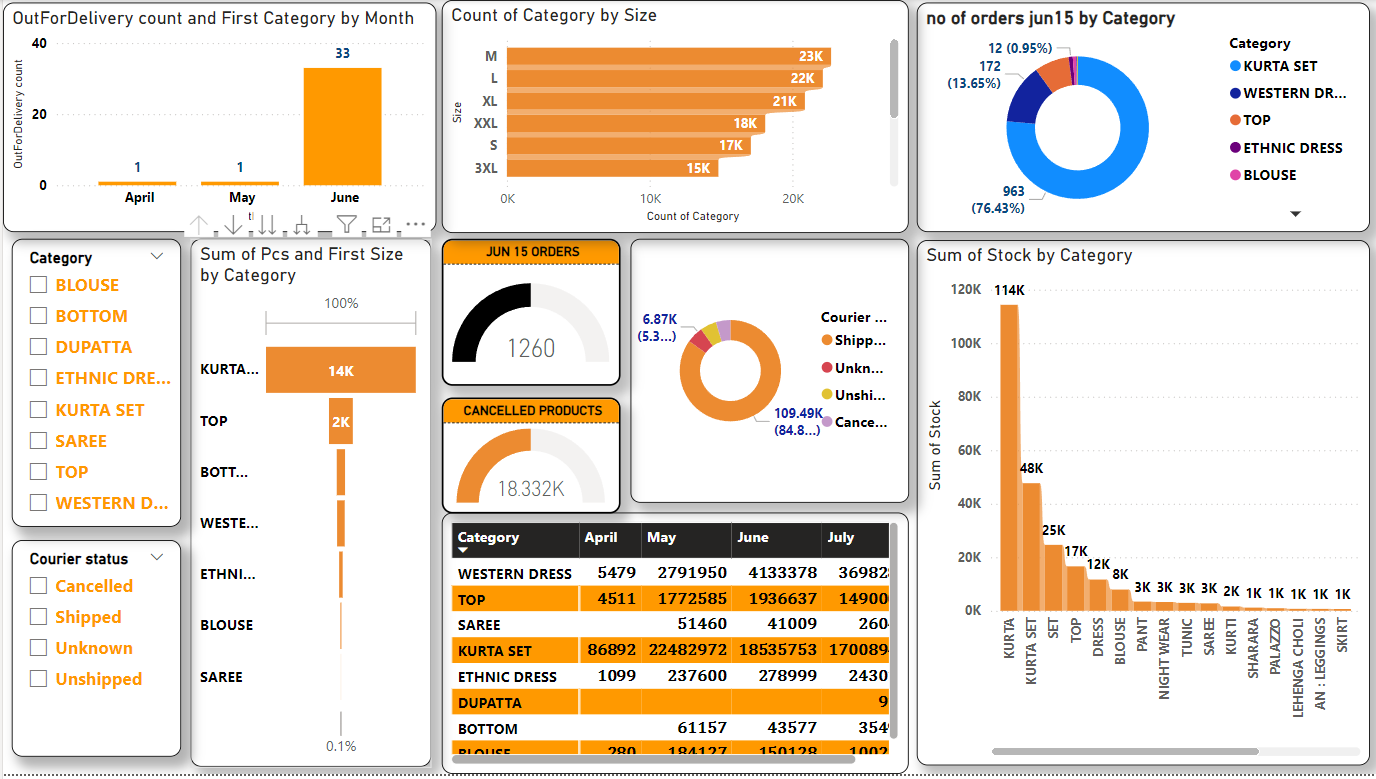 OutForDelivery count and First Category by Month
OutForDelivery count
40
20
0
1
1
33
April
May
June
Count of Category by Size
Size
M
L
XL
XXL
S
3XL
23K
22K
21K
18K
17K
15K
0K
10K
20K
Count of Category
no of orders jun15 by Category
12 (0.95%)
172
(13.65%)
963
(76.43%)
Category
KURTA SET
WESTERN DR...
TOP
ETHNIC DRESS
BLOUSE
Category
BLOUSE
BOTTOM
DUPATTA
ETHNIC DRE...
KURTA SET
SAREE
TOP
WESTERN D...
Courier status
Cancelled
Shipped
Unknown
Unshipped
Sum of Pcs and First Size
by Category
100%
KURTA...
14K
TOP
2K
BOTT...
WESTE...
ETHNI...
BLOUSE
SAREE
0.1%
JUN 15 ORDERS
1260
CANCELLED PRODUCTS
18.332K
6.87K
(5.3...)
109.49K
(84.8...)
Courier ...
Shipp...
Unkn...
Unshi...
Cance...
Category April May June July
WESTERN DRESS 5479 2791950 4133378 36982
TOP 4511 1772585 1936637 14900
SAREE 51460 41009 260
KURTA SET 86892 22482972 18535753 170089
ETHNIC DRESS 1099 237600 278999 2430
DUPATTA 9
BOTTOM 61157 43577 354
BLOUSE 280 184127 150128 1002
Sum of Stock by Category
Sum of Stock
120K
100K
80K
60K
40K
20K
0K
114K
48K
25K
17K
12K
8K
3K
3K
3K
3K
2K
1K
1K
1K
1K
1K
KURTA
KURTA SET
SET
TOP
DRESS
BLOUSE
PANT
NIGHT WEAR
TUNIC
SAREE
KURTI
SHARARA
PALAZZO
LEHENGA CHOLI
AN : LEGGINGS
SKIRT